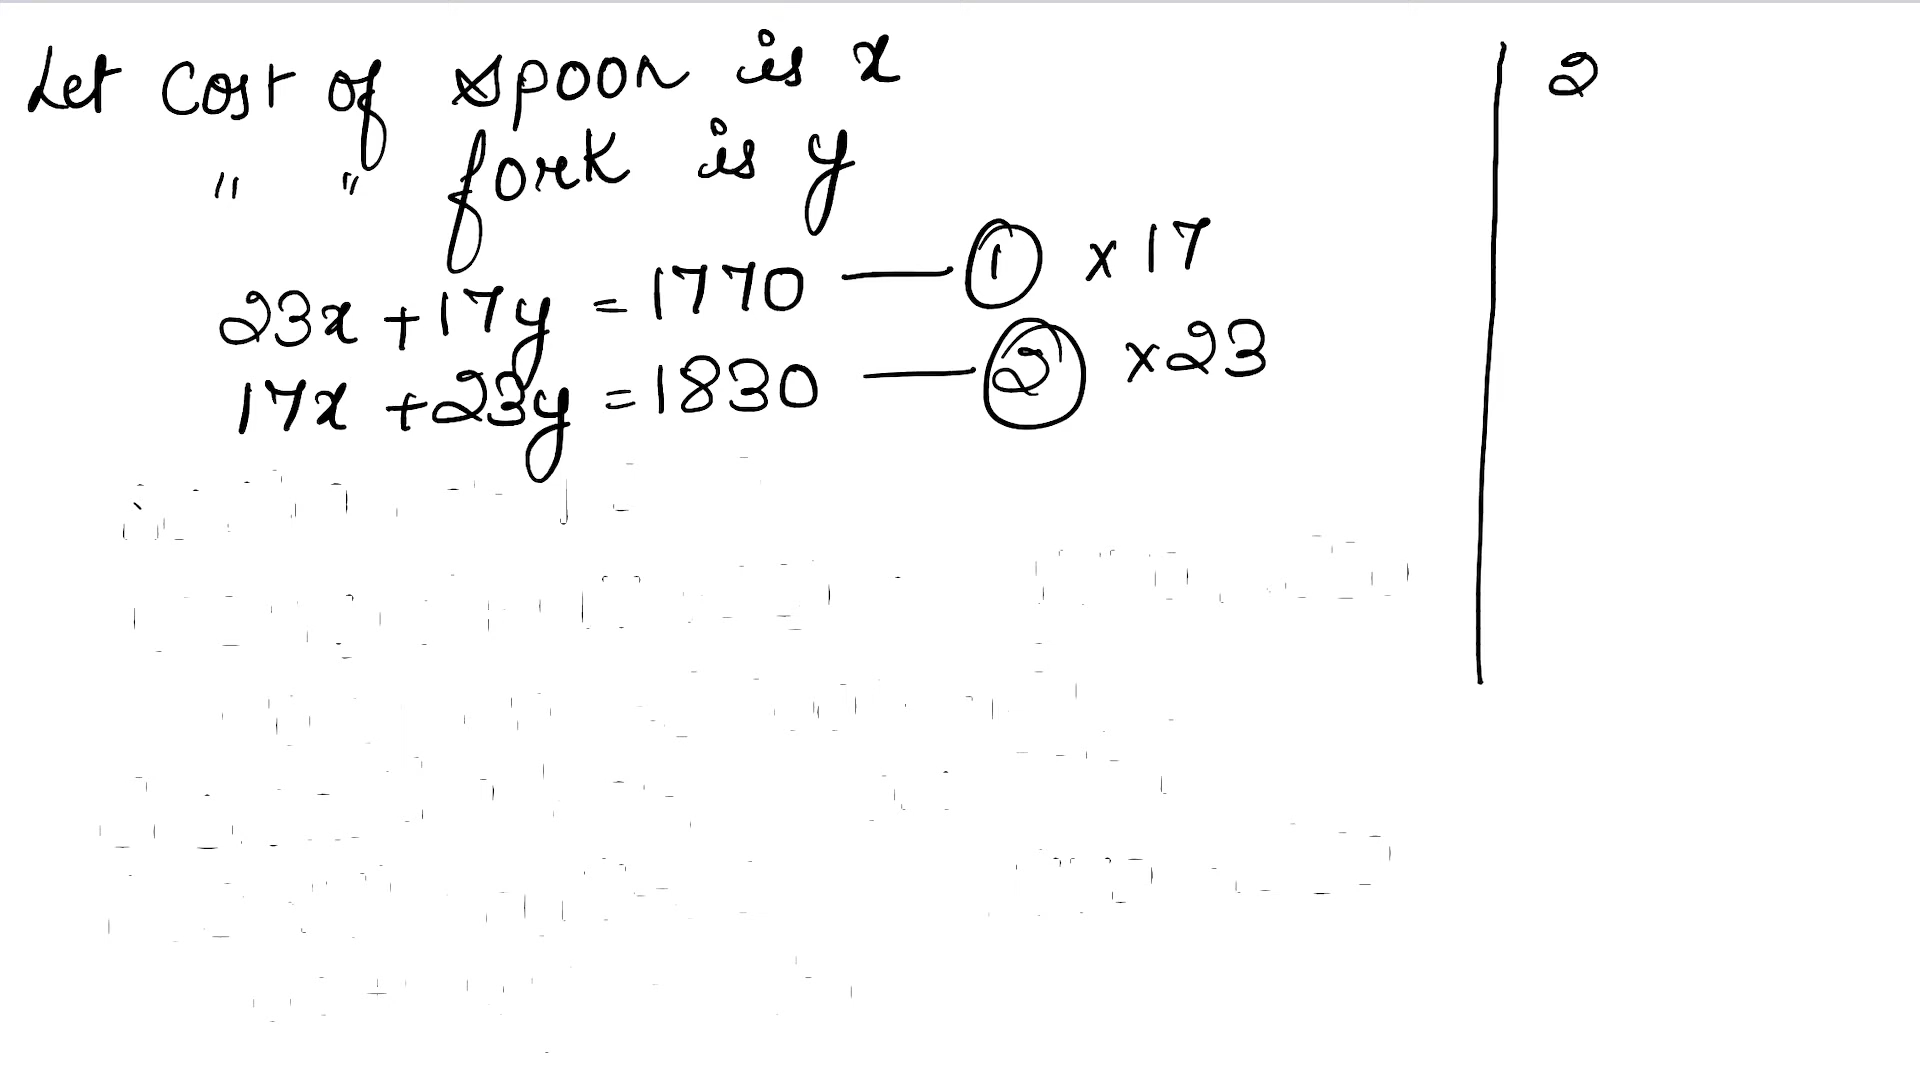 Let cost of spoon is x
" " fork is y
23x + 17y = 1770 — ① × 17
17x + 23y = 1830 — ② × 23
2